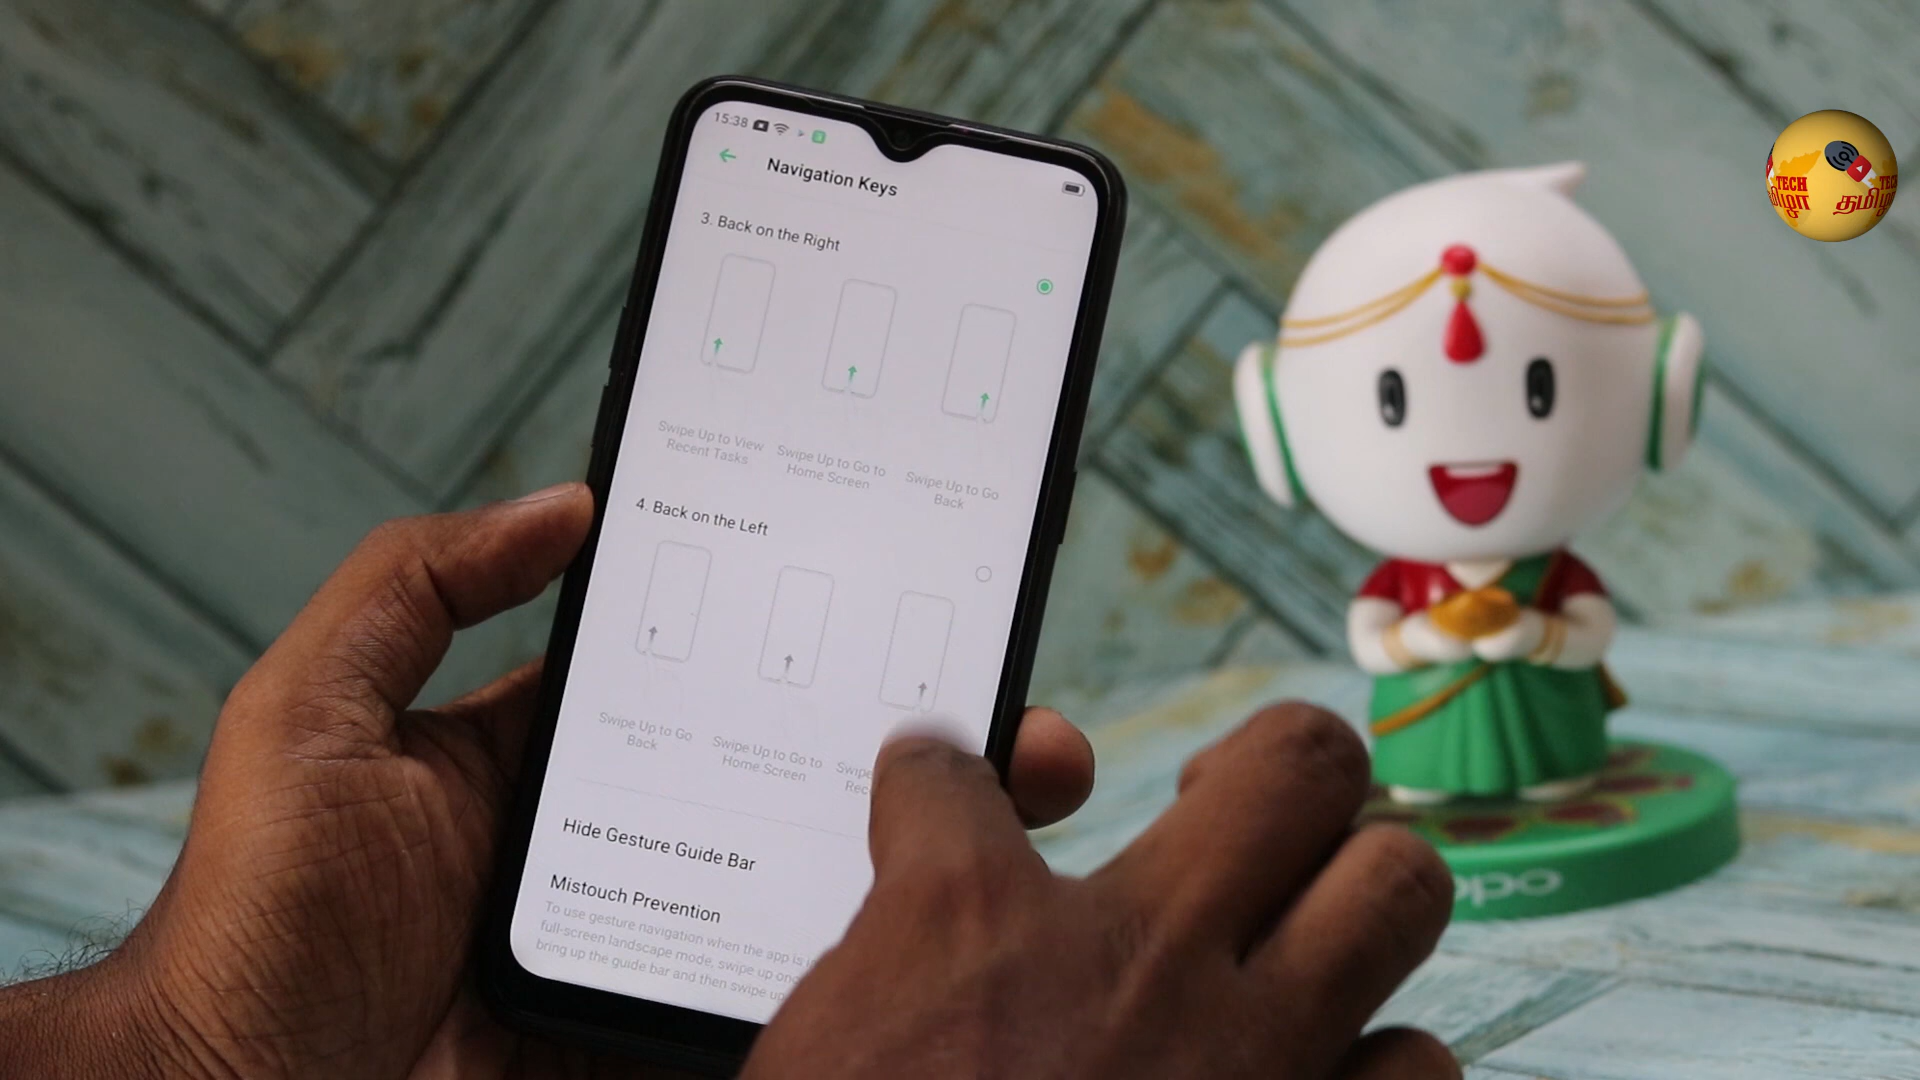 15:38
Navigation Keys
3. Back on the Right
Swipe Up to View
Recent Tasks
Swipe Up to Go to
Home Screen
Swipe Up to Go
Back
4. Back on the Left
Swipe Up to Go
Back
Swipe Up to Go to
Home Screen
Swipe
Hide Gesture Guide Bar
Mistouch Prevention
To use gesture navigation when the app is
full-screen landscape mode, swipe up
bring up the guide bar and then swipe up
oppo
TECH
தமிழா